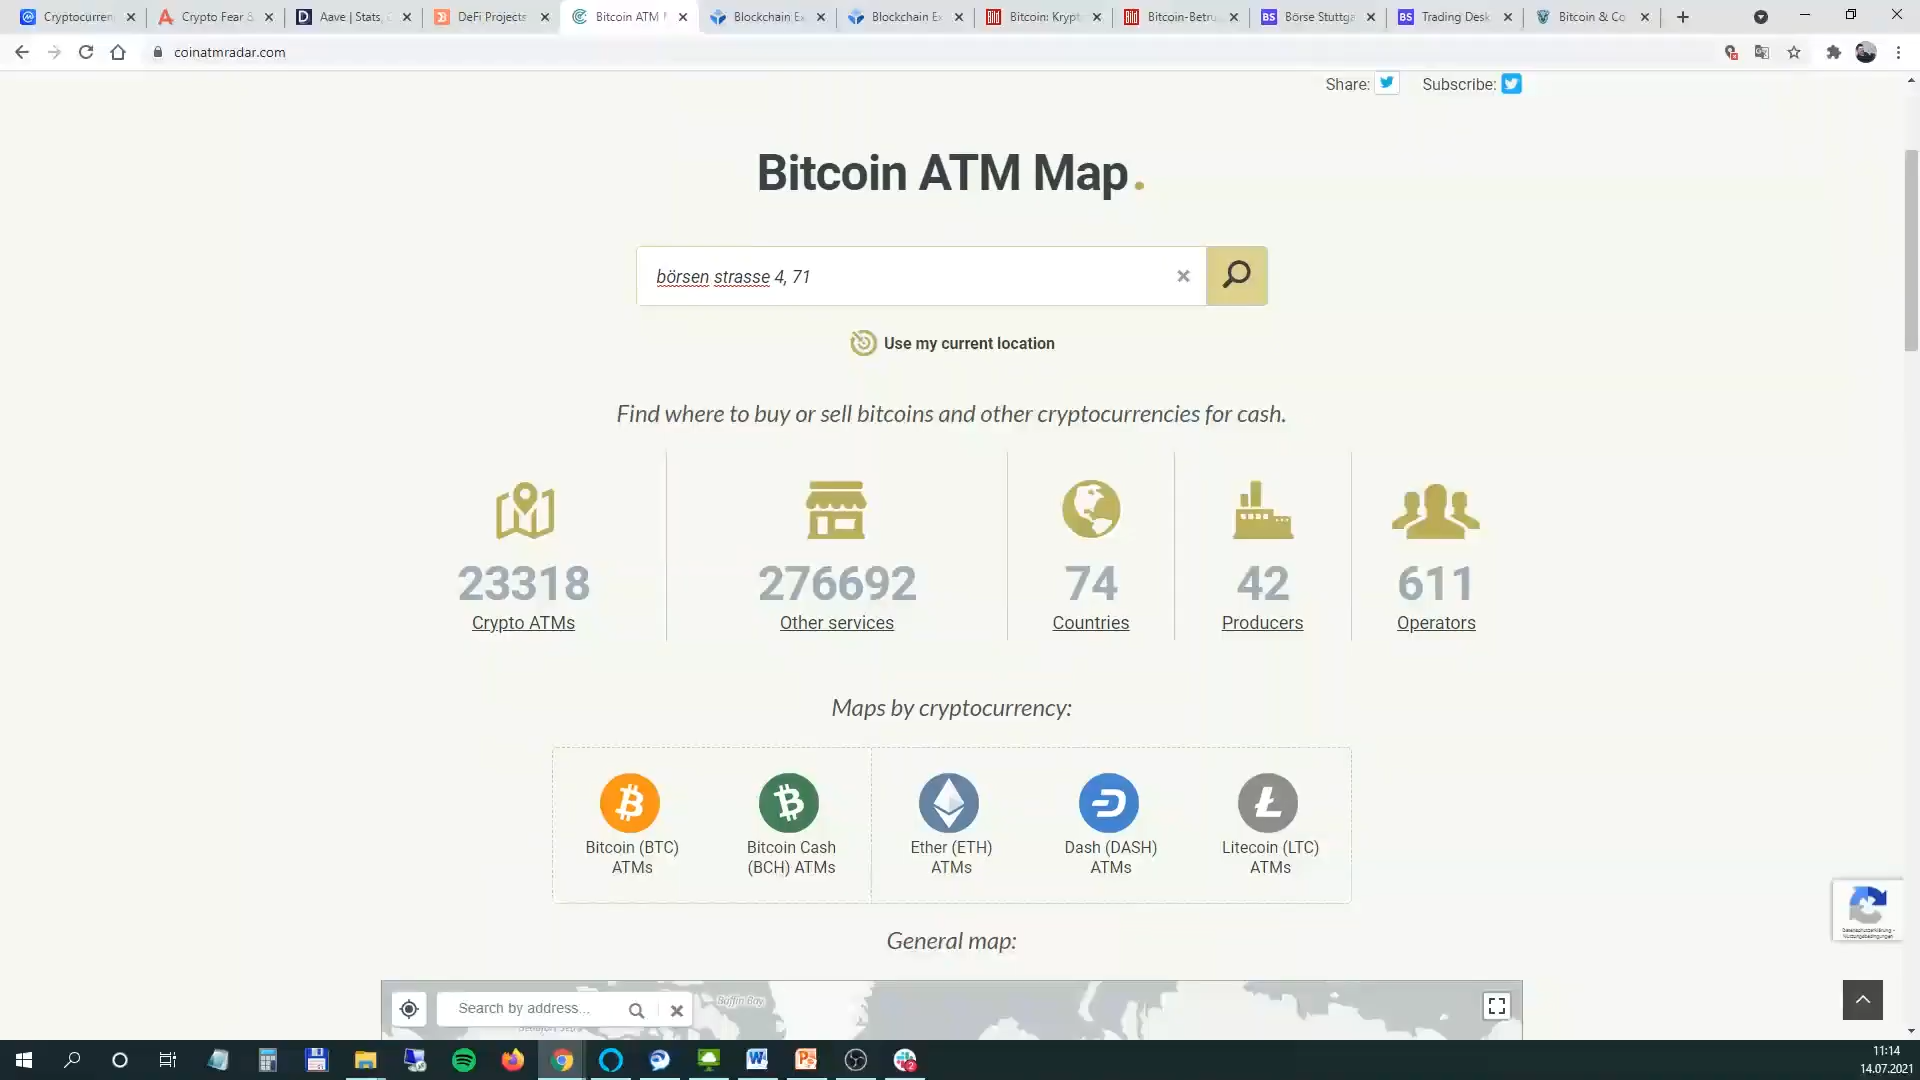 Cryptocurren
Crypto Fear &
Aave | Stats,
DeFi Projects
Bitcoin ATM
Blockchain Ex
Blockchain Ex
Bitcoin: Krypt
Bitcoin-Betru
Börse Stuttga
Trading Desk
Bitcoin & Co
coinatmradar.com
Share:
Subscribe:
Bitcoin ATM Map.
börsen strasse 4, 71
Use my current location
Find where to buy or sell bitcoins and other cryptocurrencies for cash.
23318
Crypto ATMs
276692
Other services
74
Countries
42
Producers
611
Operators
Maps by cryptocurrency:
Bitcoin (BTC)
ATMs
Bitcoin Cash
(BCH) ATMs
Ether (ETH)
ATMs
Dash (DASH)
ATMs
Litecoin (LTC)
ATMs
Datenschutzerklärung -
Nutzungsbedingungen
General map:
Search by address...
Baffin Bay
11:14
14.07.2021